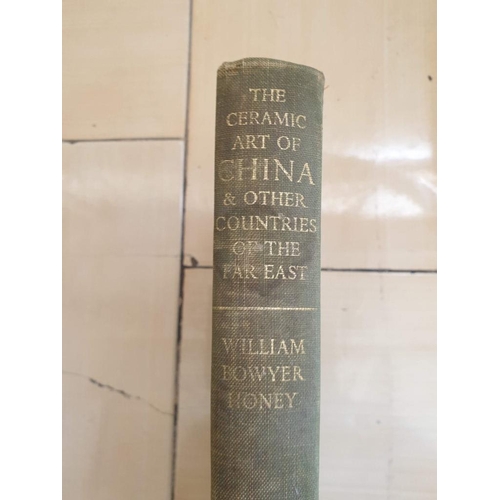 THE
CERAMIC
ART OF
CHINA
& OTHER
COUNTRIES
OF THE
FAR EAST
WILLIAM
BOWYER
HONEY